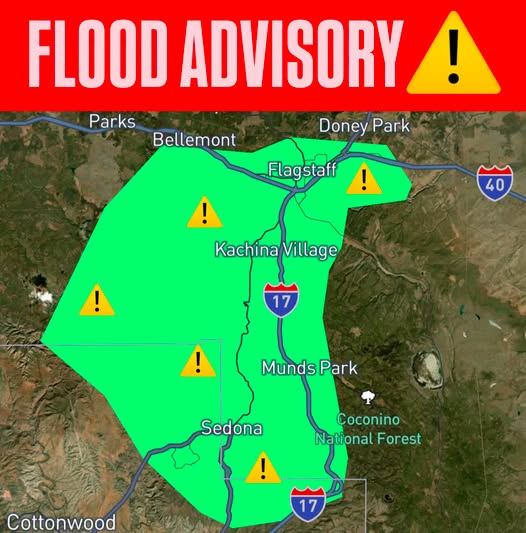 FLOOD ADVISORY
Parks
Doney Park
Bellemont
Flagstaff
40
Kachina Village
17
Munds Park
Coconino
National Forest
Sedona
17
Cottonwood